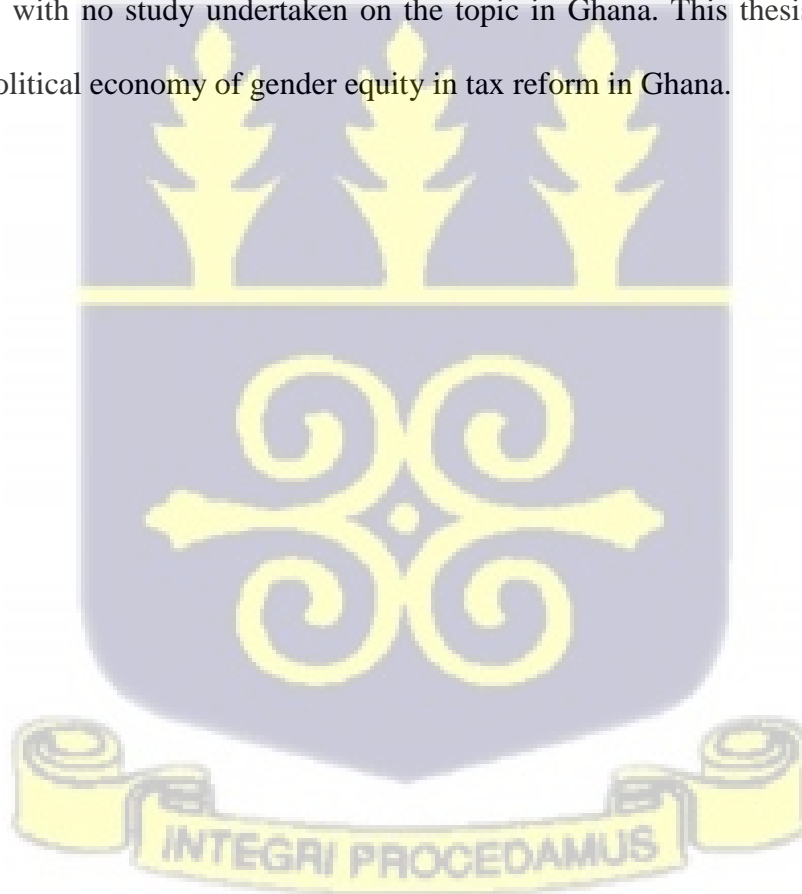 with no study undertaken on the topic in Ghana. This thesis
political economy of gender equity in tax reform in Ghana.
INTEGRI PROCEDAMUS